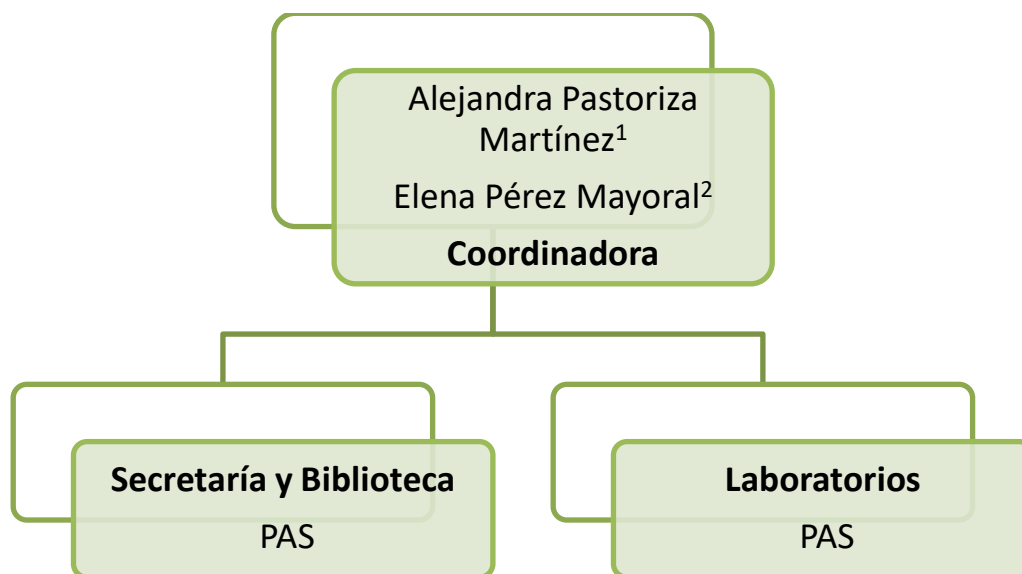 Alejandra Pastoriza
Martínez¹
Elena Pérez Mayoral²
Coordinadora
Secretaría y Biblioteca
PAS
Laboratorios
PAS